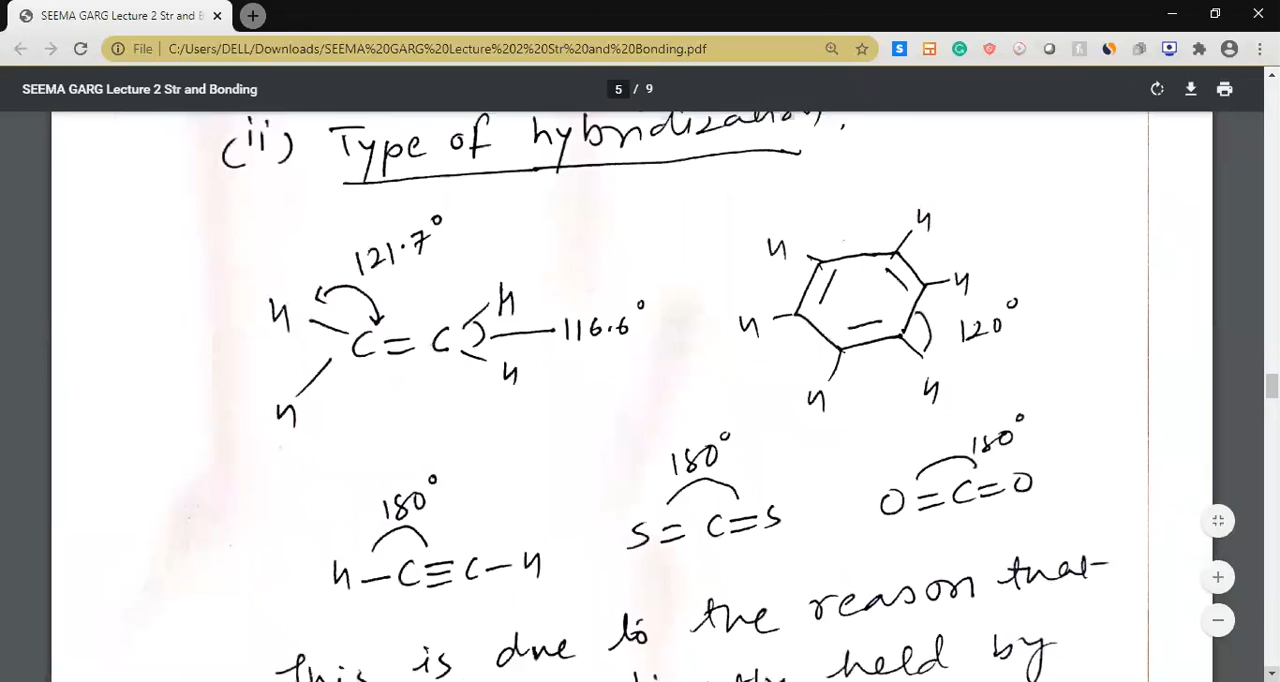 SEEMA GARG Lecture 2 Str and B
File C:/Users/DELL/Downloads/SEEMA%20GARG%20Lecture%202%20Str%20and%20Bonding.pdf
SEEMA GARG Lecture 2 Str and Bonding
5 / 9
(ii) Type of hybridization.
121.7°
H H
C = C 116.6°
H H
H H
H H
120°
H H
180°
H-C≡C-H
180°
S=C=S
180°
O=C=O
This is due to the reason that
held by